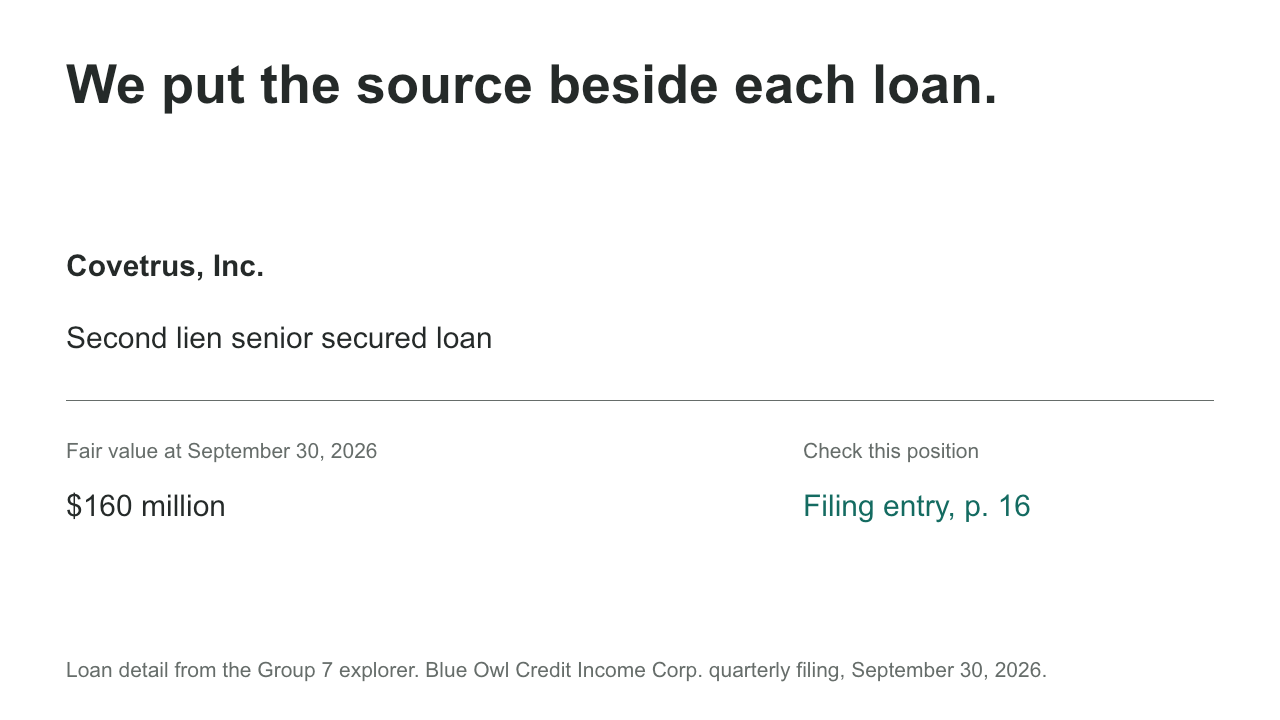 We put the source beside each loan.
Covetrus, Inc.
Second lien senior secured loan
Fair value at September 30, 2026
Check this position
$160 million
Filing entry, p. 16
Loan detail from the Group 7 explorer. Blue Owl Credit Income Corp. quarterly filing, September 30, 2026.